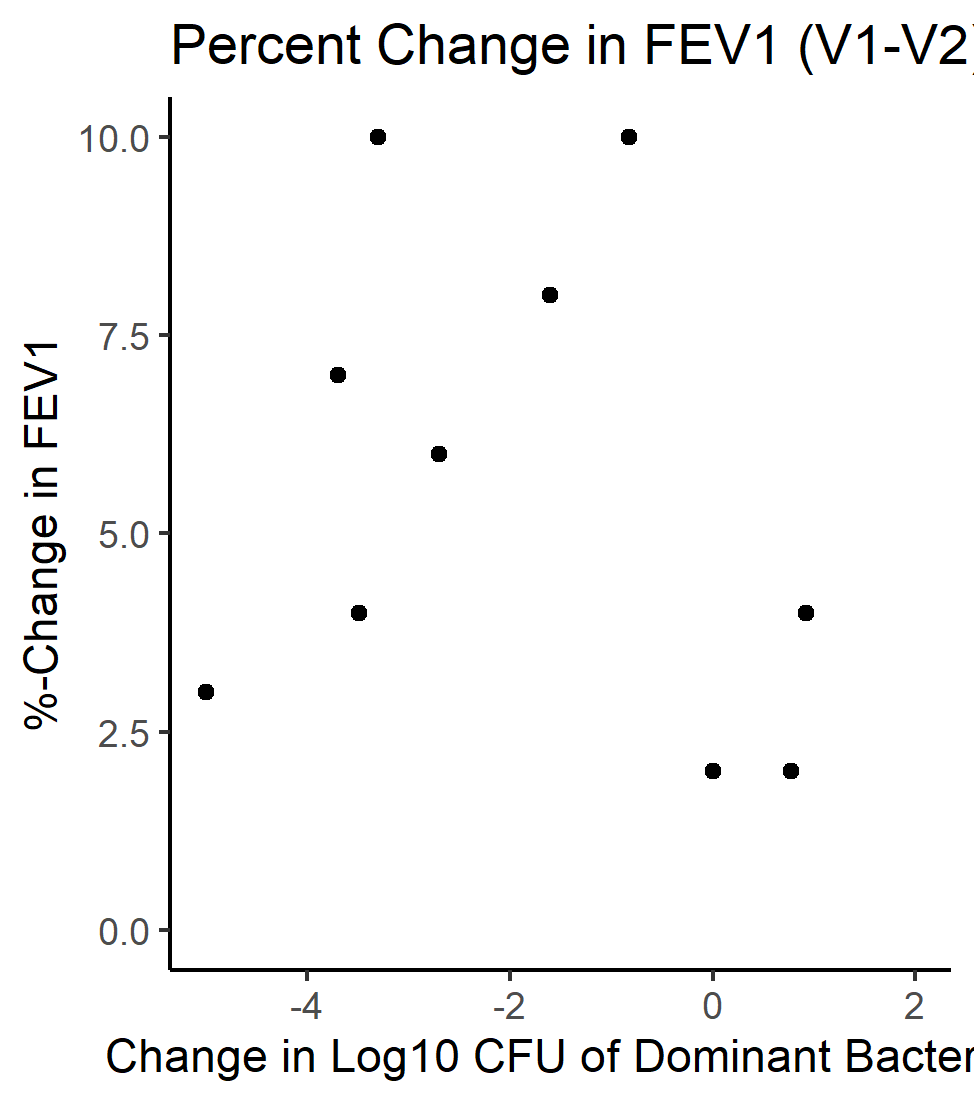 Percent Change in FEV1 (V1-V2)
%-Change in FEV1
10.0
7.5
5.0
2.5
0.0
-4 -2 0 2
Change in Log10 CFU of Dominant Bacter